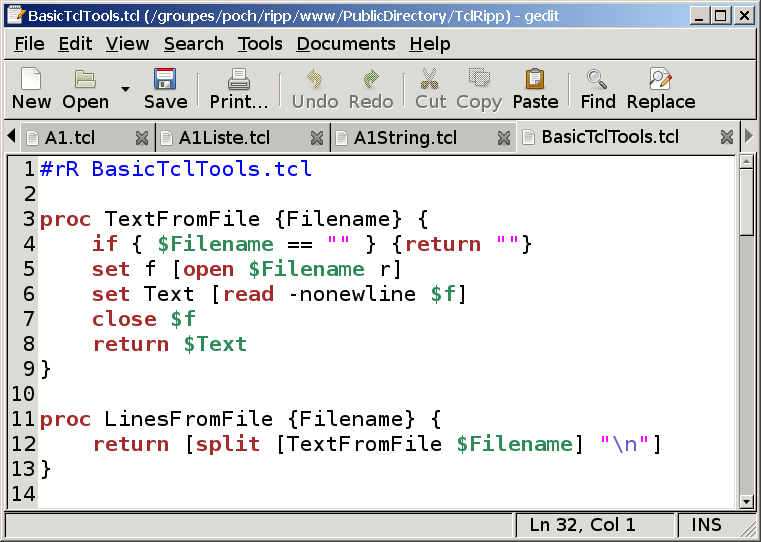 BasicTclTools.tcl (/groupes/poch/ripp/www/PublicDirectory/TclRipp) - gedit
File Edit View Search Tools Documents Help
New Open Save Print... Undo Redo Cut Copy Paste Find Replace
A1.tcl A1Liste.tcl A1String.tcl BasicTclTools.tcl
1 #rR BasicTclTools.tcl
2
3 proc TextFromFile {Filename} {
4     if { $Filename == "" } {return ""}
5     set f [open $Filename r]
6     set Text [read -nonewline $f]
7     close $f
8     return $Text
9 }
10
11 proc LinesFromFile {Filename} {
12     return [split [TextFromFile $Filename] "\n"]
13 }
14
Ln 32, Col 1 INS